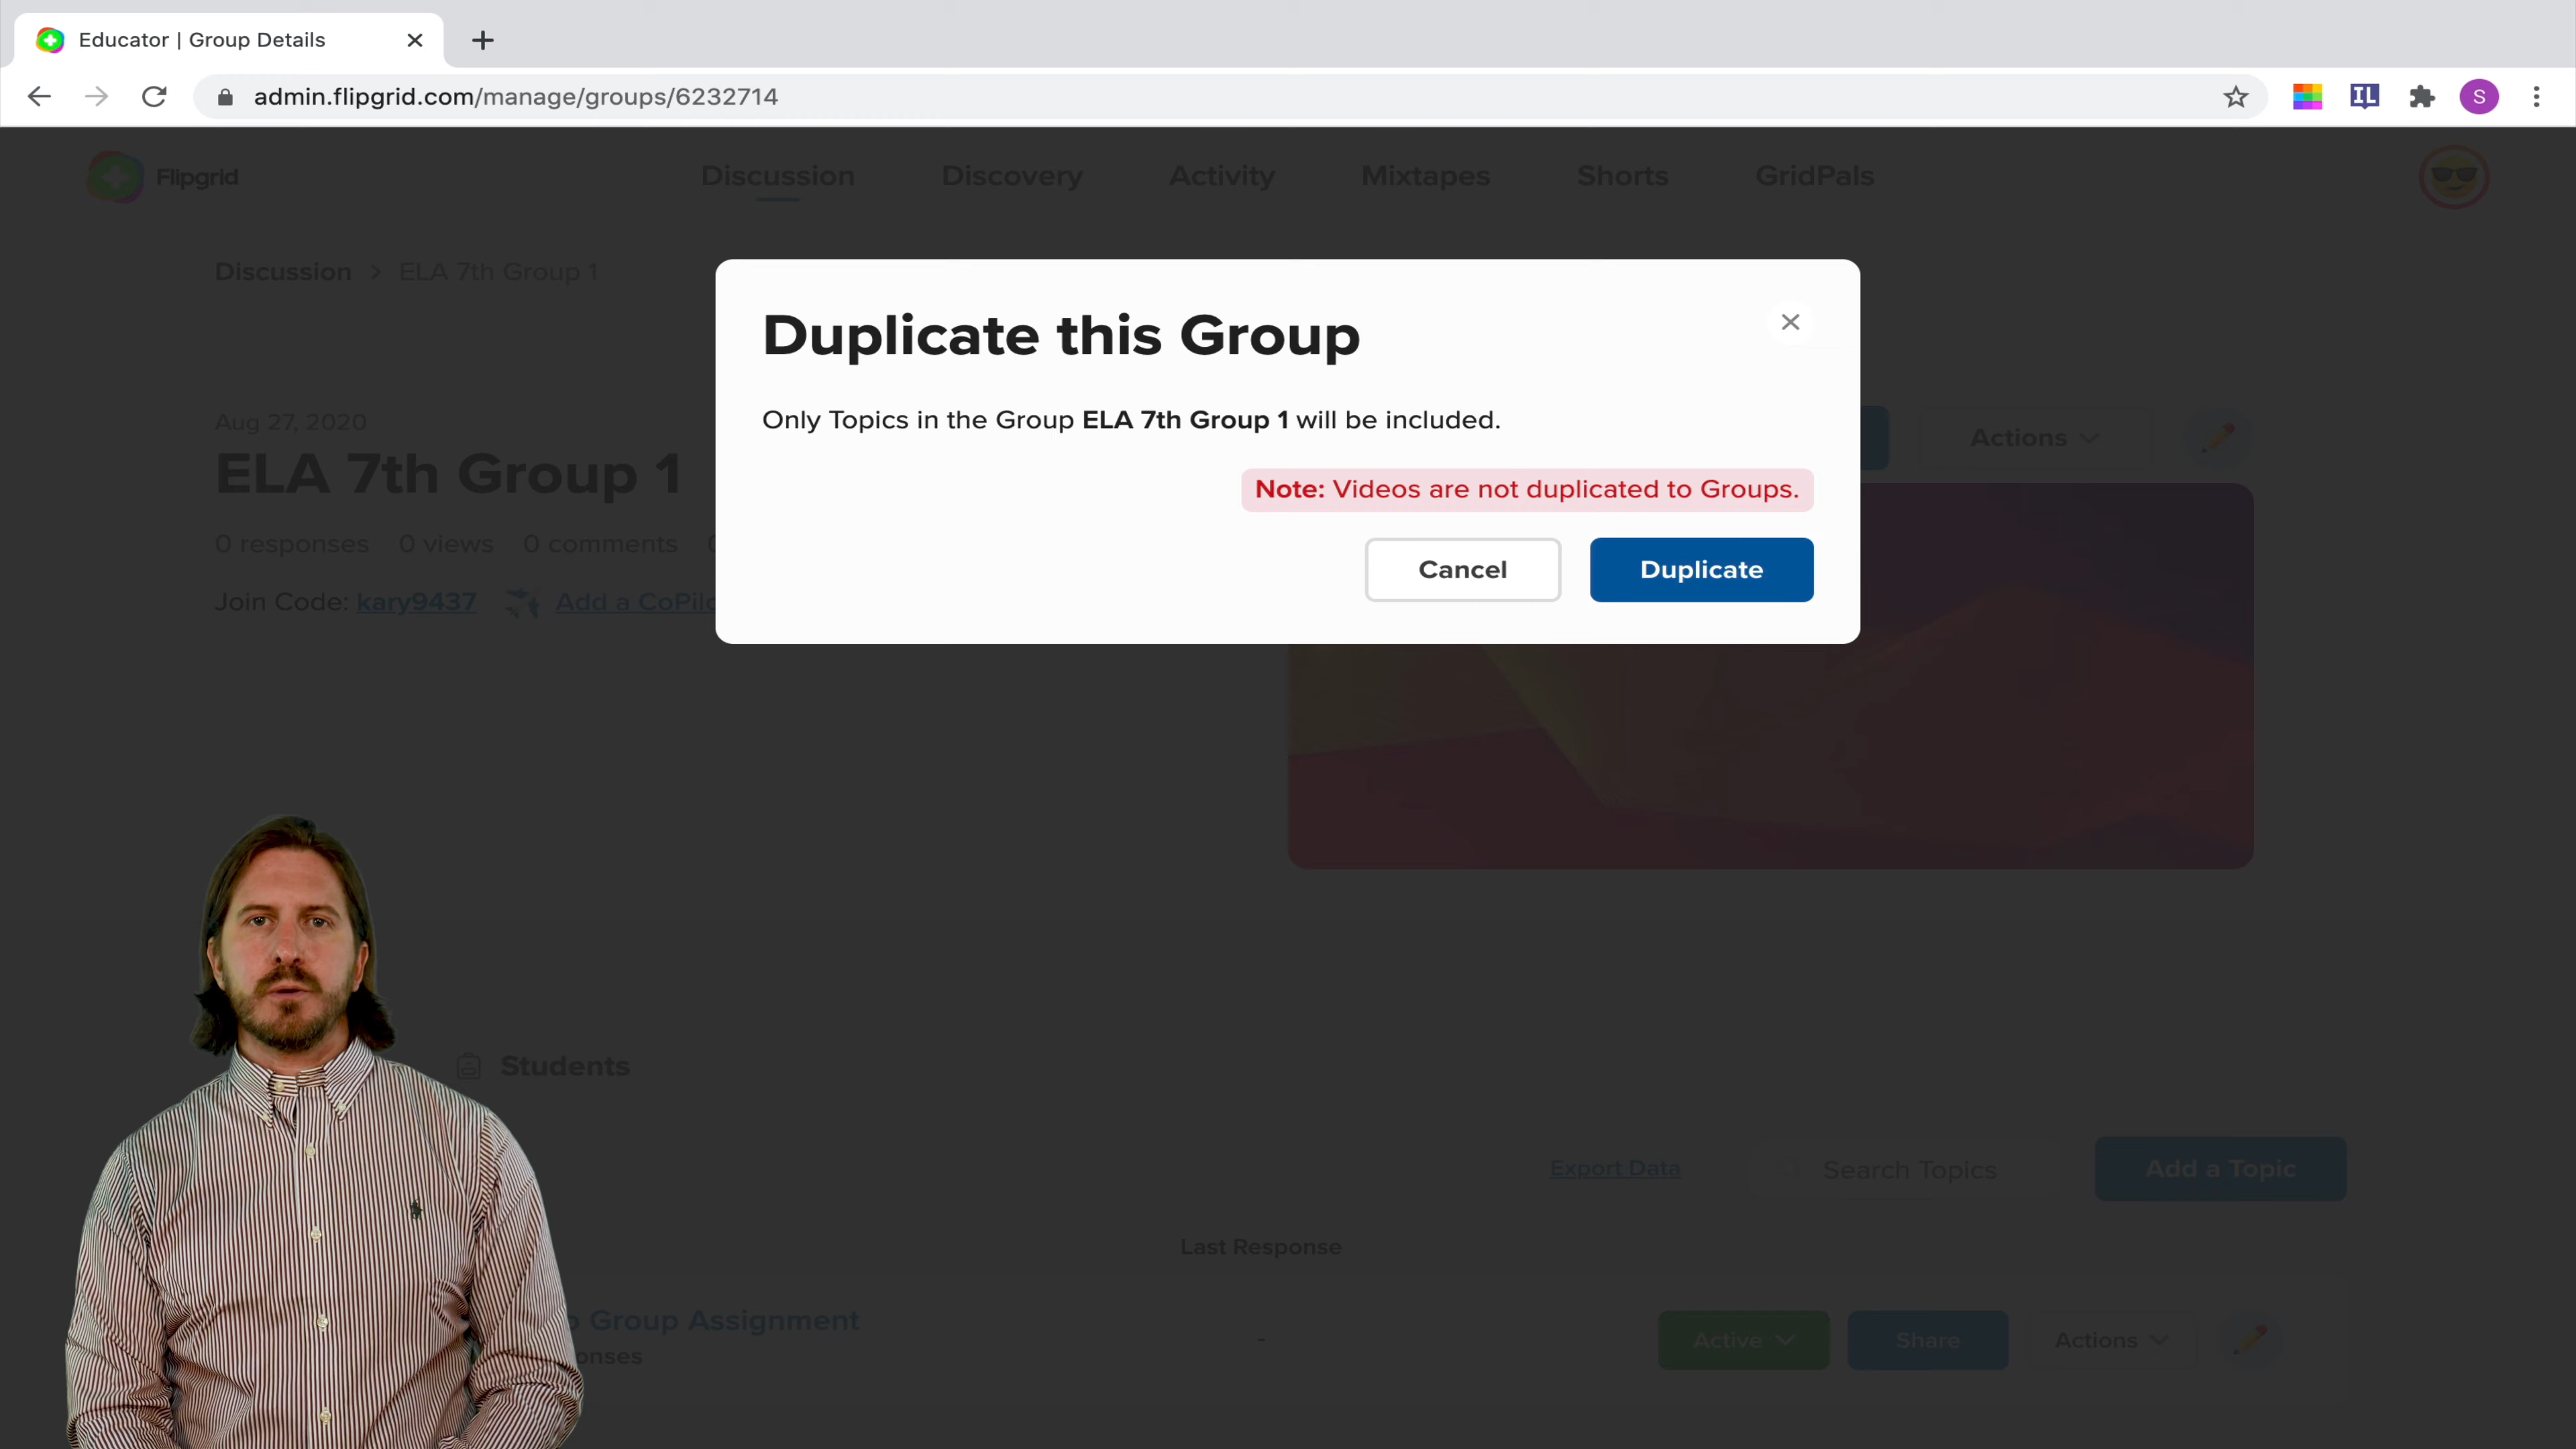 Educator | Group Details
admin.flipgrid.com/manage/groups/6232714
IL
S
Flipgrid
Discussion
Discovery
Activity
Mixtapes
Shorts
GridPals
Discussion > ELA 7th Group 1
Duplicate this Group
Only Topics in the Group ELA 7th Group 1 will be included.
Note: Videos are not duplicated to Groups.
Cancel
Duplicate
Aug 27, 2020
Actions
ELA 7th Group 1
0 responses 0 views 0 comments
Join Code: kary9437 Add a CoPilo
Students
Export Data
Search Topics
Add a Topic
Last Response
Group Assignment
onses
-
Active
Share
Actions